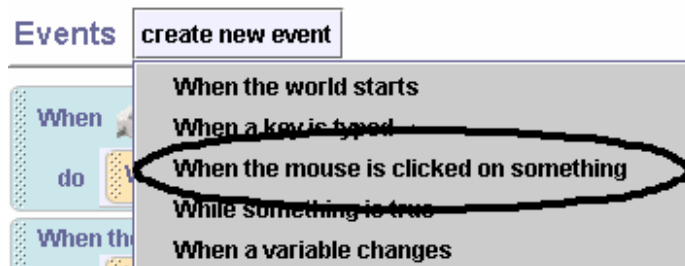 Events create new event
When the world starts
When
When a key is typed
When the mouse is clicked on something
do
While something is true
When the
When a variable changes